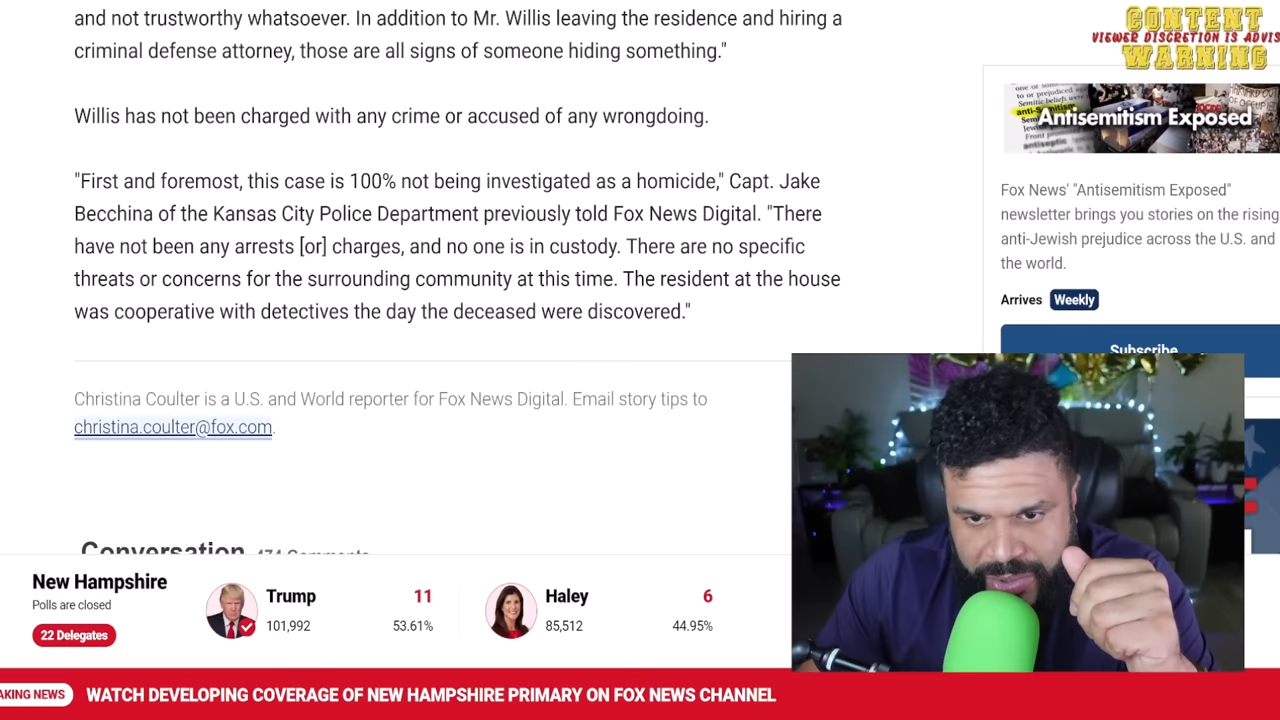 and not trustworthy whatsoever. In addition to Mr. Willis leaving the residence and hiring a
criminal defense attorney, those are all signs of someone hiding something."
Willis has not been charged with any crime or accused of any wrongdoing.
"First and foremost, this case is 100% not being investigated as a homicide," Capt. Jake
Becchina of the Kansas City Police Department previously told Fox News Digital. "There
have not been any arrests [or] charges, and no one is in custody. There are no specific
threats or concerns for the surrounding community at this time. The resident at the house
was cooperative with detectives the day the deceased were discovered."
Christina Coulter is a U.S. and World reporter for Fox News Digital. Email story tips to
christina.coulter@fox.com.
Conversation 474 Comments
CONTENT
VIEWER DISCRETION IS ADVIS
WARNING
Antisemitism Exposed
Fox News' "Antisemitism Exposed"
newsletter brings you stories on the rising
anti-Jewish prejudice across the U.S. and
the world.
Arrives Weekly
Subscribe
New Hampshire
Polls are closed
22 Delegates
Trump 11
101,992 53.61%
Haley 6
85,512 44.95%
AKING NEWS WATCH DEVELOPING COVERAGE OF NEW HAMPSHIRE PRIMARY ON FOX NEWS CHANNEL